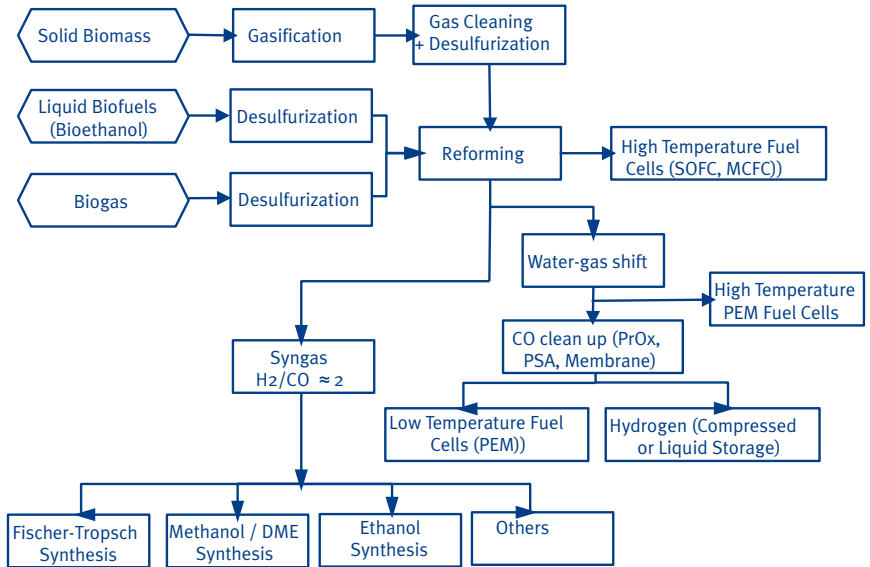 Solid Biomass
Gasification
Gas Cleaning
+ Desulfurization
Liquid Biofuels
(Bioethanol)
Desulfurization
Reforming
High Temperature Fuel
Cells (SOFC, MCFC))
Biogas
Desulfurization
Water-gas shift
High Temperature
PEM Fuel Cells
CO clean up (PrOx,
PSA, Membrane)
Syngas
H2/CO ≈ 2
Low Temperature Fuel
Cells (PEM))
Hydrogen (Compressed
or Liquid Storage)
Fischer-Tropsch
Synthesis
Methanol / DME
Synthesis
Ethanol
Synthesis
Others